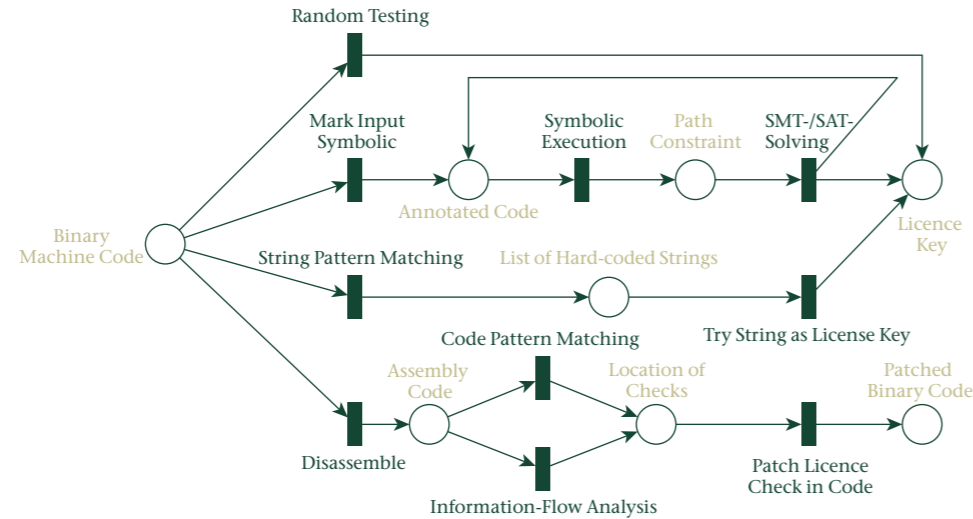 Random Testing
Mark Input
Symbolic
Symbolic
Execution
Path
Constraint
SMT-/SAT-
Solving
Annotated Code
Licence
Key
Binary
Machine Code
String Pattern Matching
List of Hard-coded Strings
Try String as License Key
Code Pattern Matching
Assembly
Code
Location of
Checks
Patched
Binary Code
Disassemble
Information-Flow Analysis
Patch Licence
Check in Code